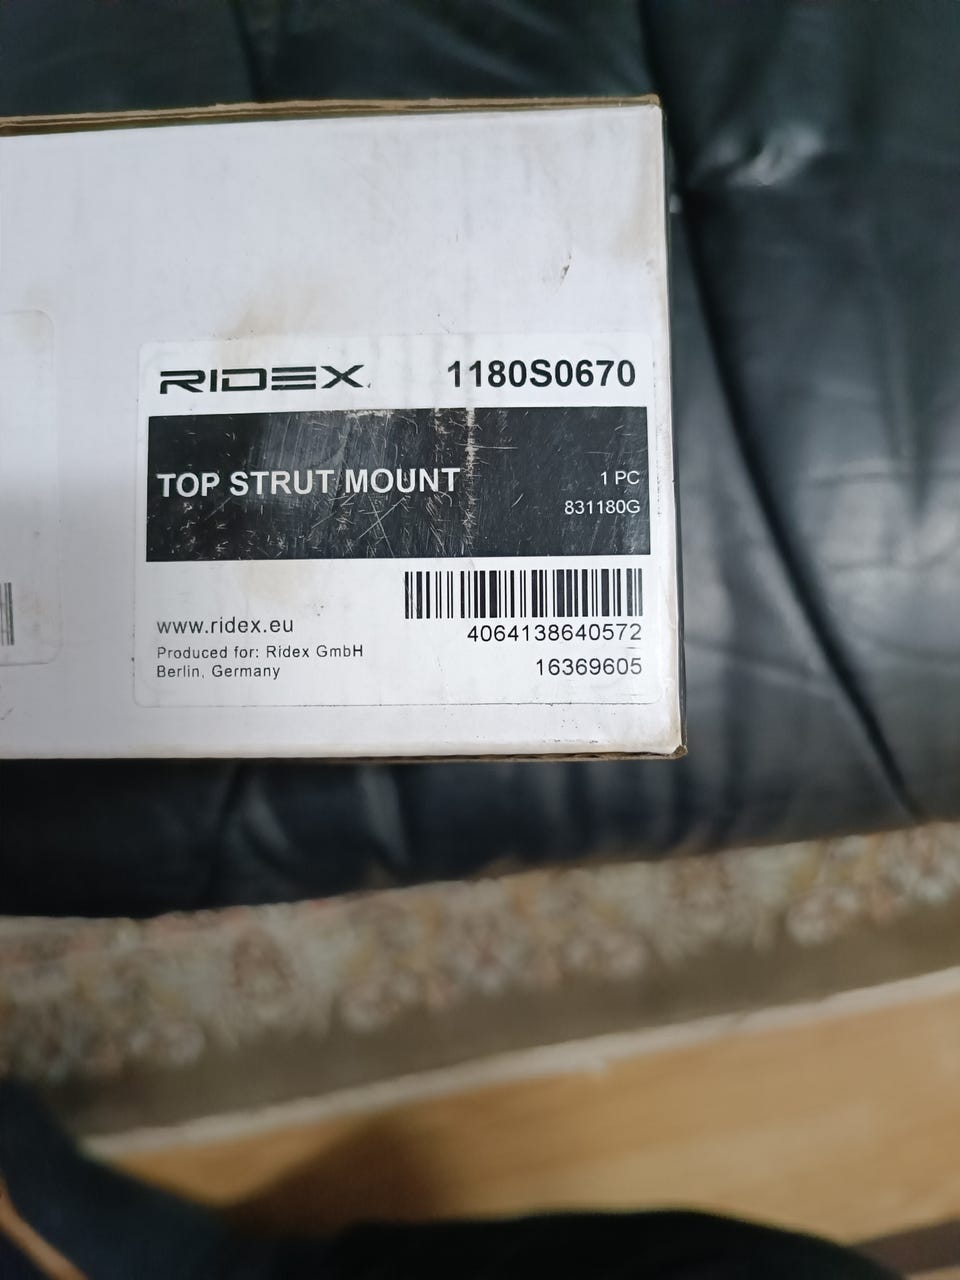 RIDEX 1180S0670
TOP STRUT MOUNT
1 PC
831180G
www.ridex.eu
Produced for: Ridex GmbH
Berlin, Germany
4064138640572
16369605